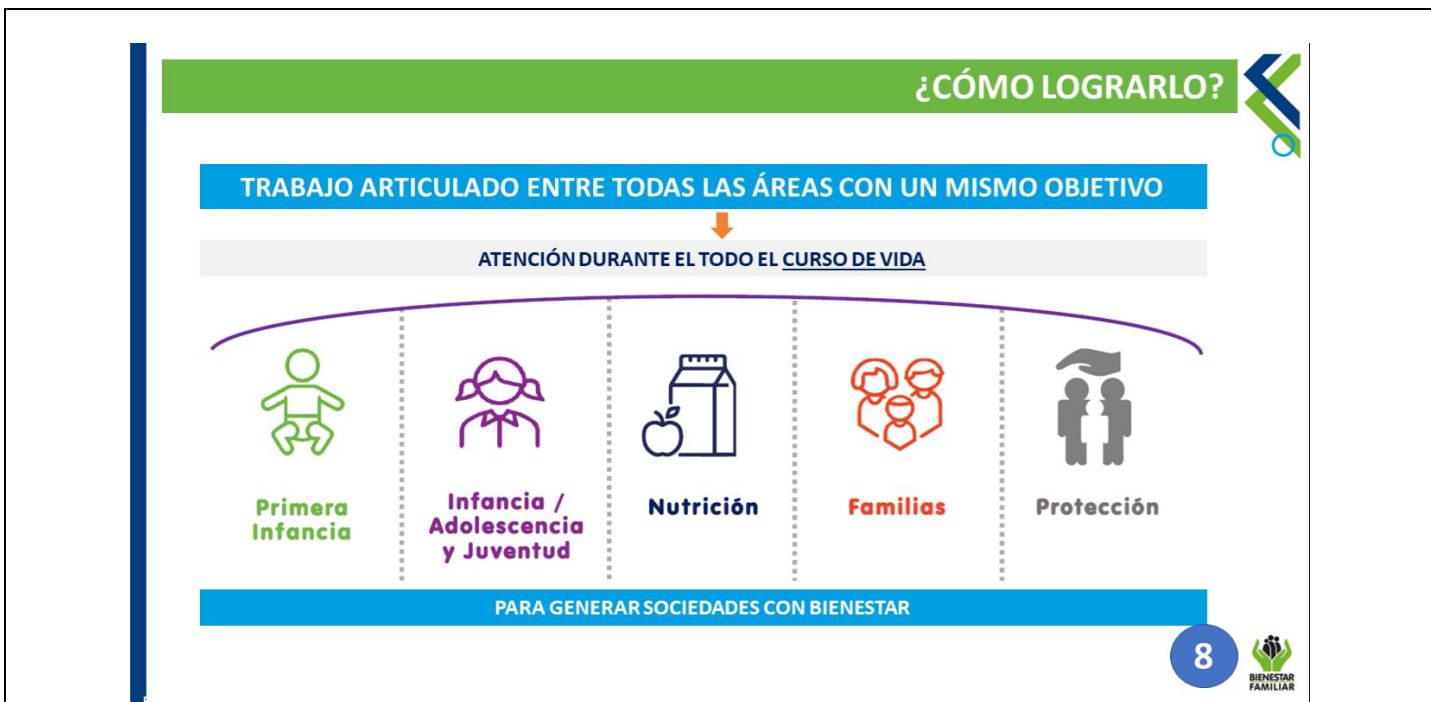 ¿CÓMO LOGRARLO?
TRABAJO ARTICULADO ENTRE TODAS LAS ÁREAS CON UN MISMO OBJETIVO
ATENCIÓN DURANTE EL TODO EL CURSO DE VIDA
Primera
Infancia
Infancia /
Adolescencia
y Juventud
Nutrición
Familias
Protección
PARA GENERAR SOCIEDADES CON BIENESTAR
8
BIENESTAR
FAMILIAR